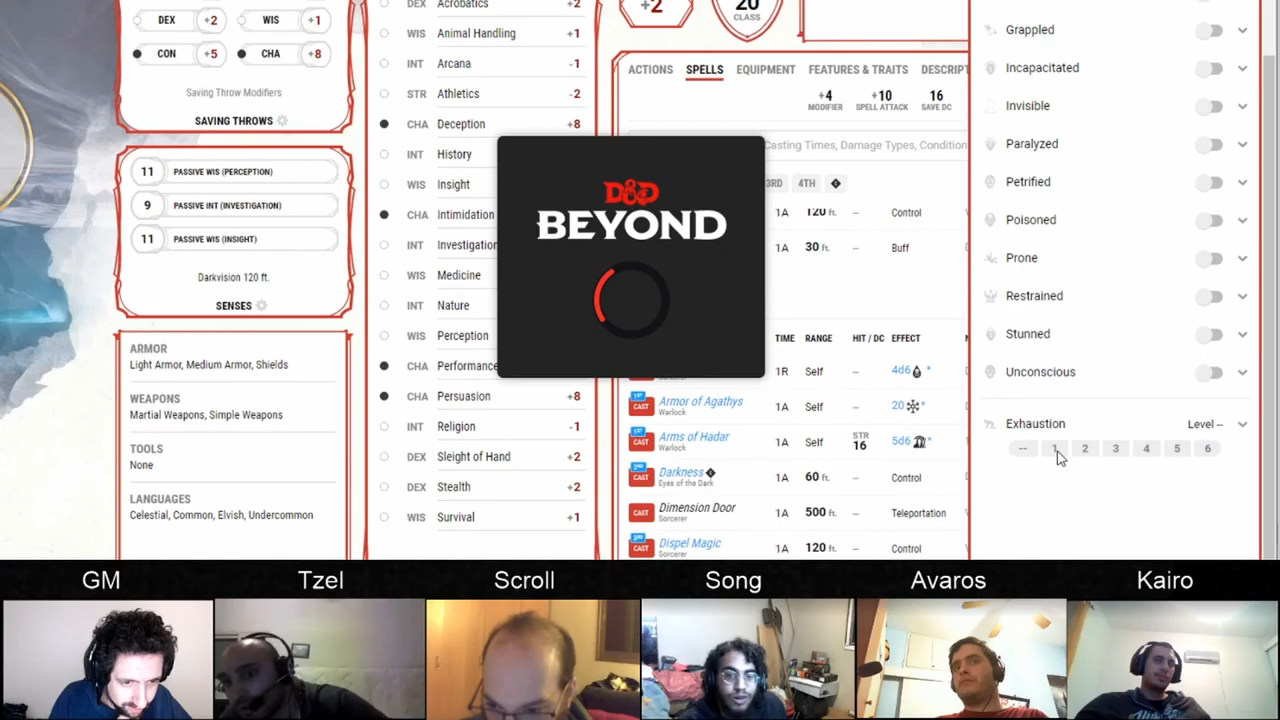 DEX +2 WIS +1
CON +5 CHA +8
Saving Throw Modifiers
SAVING THROWS
11 PASSIVE WIS (PERCEPTION)
9 PASSIVE INT (INVESTIGATION)
11 PASSIVE WIS (INSIGHT)
Darkvision 120 ft.
SENSES
ARMOR
Light Armor, Medium Armor, Shields
WEAPONS
Martial Weapons, Simple Weapons
TOOLS
None
LANGUAGES
Celestial, Common, Elvish, Undercommon
DEX Acrobatics +2
WIS Animal Handling +1
INT Arcana -1
STR Athletics -2
CHA Deception +8
INT History
WIS Insight
CHA Intimidation
INT Investigation
WIS Medicine
INT Nature
WIS Perception
CHA Performance
CHA Persuasion +8
INT Religion -1
DEX Sleight of Hand +2
DEX Stealth +2
WIS Survival +1
+2
20
CLASS
ACTIONS SPELLS EQUIPMENT FEATURES & TRAITS DESCRIPT
+4 +10 16
MODIFIER SPELL ATTACK SAVE DC
Casting Times, Damage Types, Condition
3RD 4TH
1A 120 ft. -- Control
1A 30 ft. -- Buff
D&D
BEYOND
TIME RANGE HIT / DC EFFECT
1R Self -- 4d6 *
Sorcerer
1ST CAST Armor of Agathys 1A Self -- 20 *
Warlock
1ST CAST Arms of Hadar 1A Self STR 16 5d6 *
Warlock
2ND CAST Darkness 1A 60 ft. -- Control
Eyes of the Dark
CAST Dimension Door 1A 500 ft. -- Teleportation
Sorcerer
3RD CAST Dispel Magic 1A 120 ft. -- Control
Sorcerer
Grappled
Incapacitated
Invisible
Paralyzed
Petrified
Poisoned
Prone
Restrained
Stunned
Unconscious
Exhaustion Level --
-- 1 2 3 4 5 6
GM Tzel Scroll Song Avaros Kairo